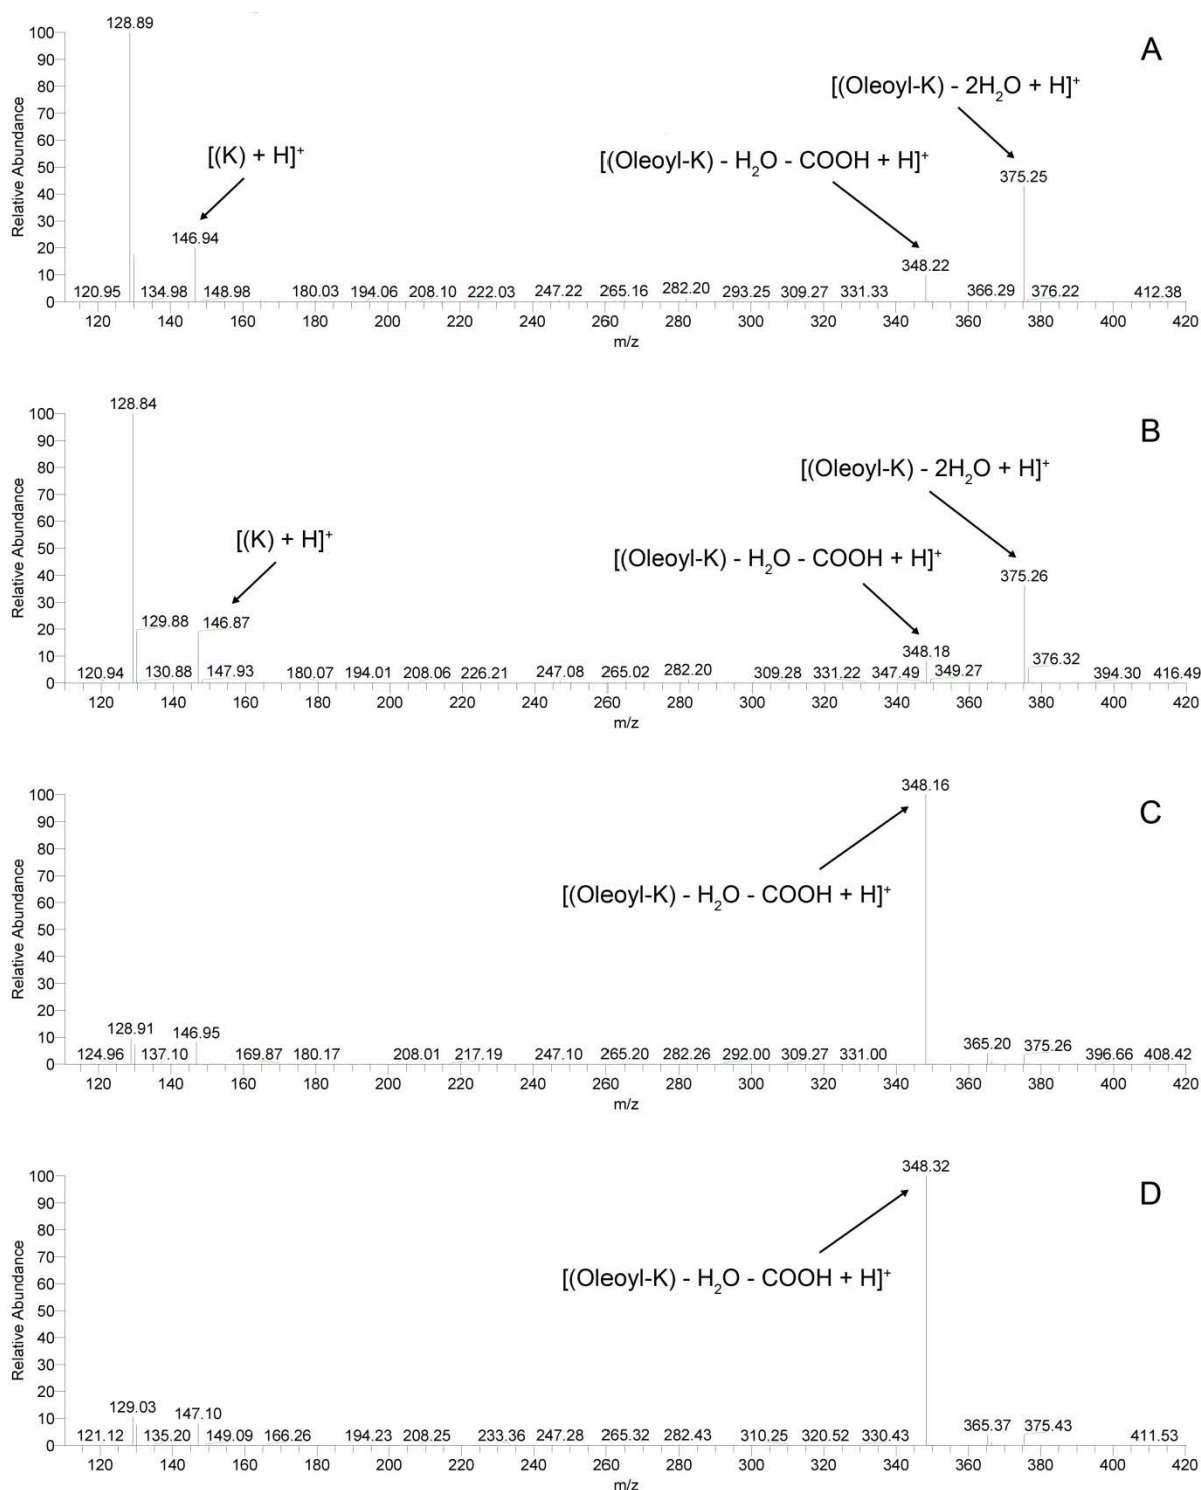 A
128.89
100
90
80
70
60
50
40
30
20
10
0
Relative Abundance
[(K) + H]⁺
[(Oleoyl-K) - H₂O - COOH + H]⁺
[(Oleoyl-K) - 2H₂O + H]⁺
375.25
146.94
348.22
120.95 134.98 148.98 180.03 194.06 208.10 222.03 247.22 265.16 282.20 293.25 309.27 331.33 366.29 376.22 412.38
120 140 160 180 200 220 240 260 280 300 320 340 360 380 400 420
m/z
B
128.84
100
90
80
70
60
50
40
30
20
10
0
Relative Abundance
[(K) + H]⁺
[(Oleoyl-K) - H₂O - COOH + H]⁺
[(Oleoyl-K) - 2H₂O + H]⁺
375.26
129.88 146.87
348.18
376.32
120.94 130.88 147.93 180.07 194.01 208.06 226.21 247.08 265.02 282.20 309.28 331.22 347.49 349.27 394.30 416.49
120 140 160 180 200 220 240 260 280 300 320 340 360 380 400 420
m/z
C
348.16
100
90
80
70
60
50
40
30
20
10
0
Relative Abundance
[(Oleoyl-K) - H₂O - COOH + H]⁺
128.91 146.95
365.20 375.26
124.96 137.10 169.87 180.17 208.01 217.19 247.10 265.20 282.26 292.00 309.27 331.00 396.66 408.42
120 140 160 180 200 220 240 260 280 300 320 340 360 380 400 420
m/z
D
348.32
100
90
80
70
60
50
40
30
20
10
0
Relative Abundance
[(Oleoyl-K) - H₂O - COOH + H]⁺
129.03 147.10
365.37 375.43
121.12 135.20 149.09 166.26 194.23 208.25 233.36 247.28 265.32 282.43 310.25 320.52 330.43 411.53
120 140 160 180 200 220 240 260 280 300 320 340 360 380 400 420
m/z